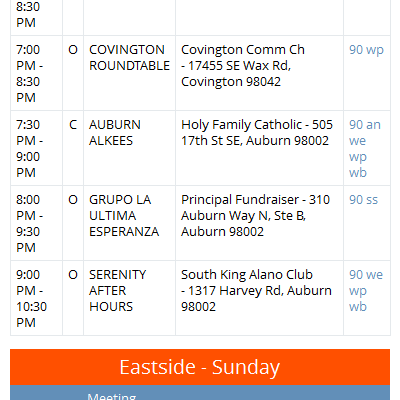 8:30
PM
7:00 O COVINGTON Covington Comm Ch 90 wp
PM - ROUNDTABLE - 17455 SE Wax Rd,
8:30 Covington 98042
PM
7:30 C AUBURN Holy Family Catholic - 505 90 an
PM - ALKEES 17th St SE, Auburn 98002 we
9:00 wp
PM wb
8:00 O GRUPO LA Principal Fundraiser - 310 90 ss
PM - ULTIMA Auburn Way N, Ste B,
9:30 ESPERANZA Auburn 98002
PM
9:00 O SERENITY South King Alano Club 90 we
PM - AFTER - 1317 Harvey Rd, Auburn wp
10:30 HOURS 98002 wb
PM
Eastside - Sunday
Meeting